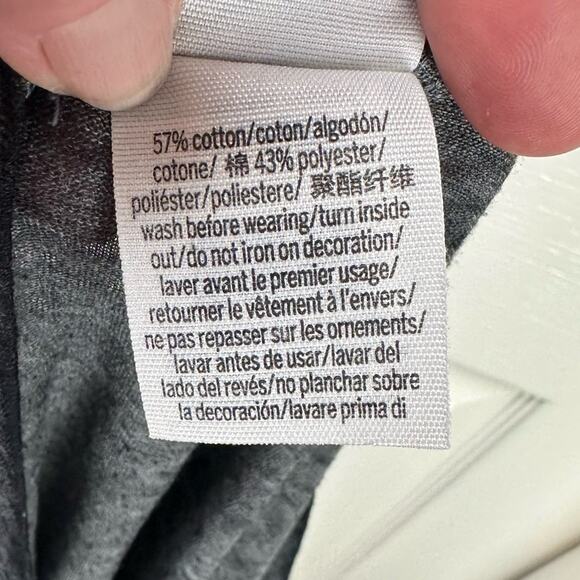 57% cotton/coton/algodón/
cotone/ 棉 43% polyester/
poliéster/poliestere/ 聚酯纤维
wash before wearing/turn inside
out/do not iron on decoration/
laver avant le premier usage/
retourner le vêtement à l'envers/
ne pas repasser sur les ornements/
lavar antes de usar/lavar del
lado del revés/no planchar sobre
la decoración/lavare prima di